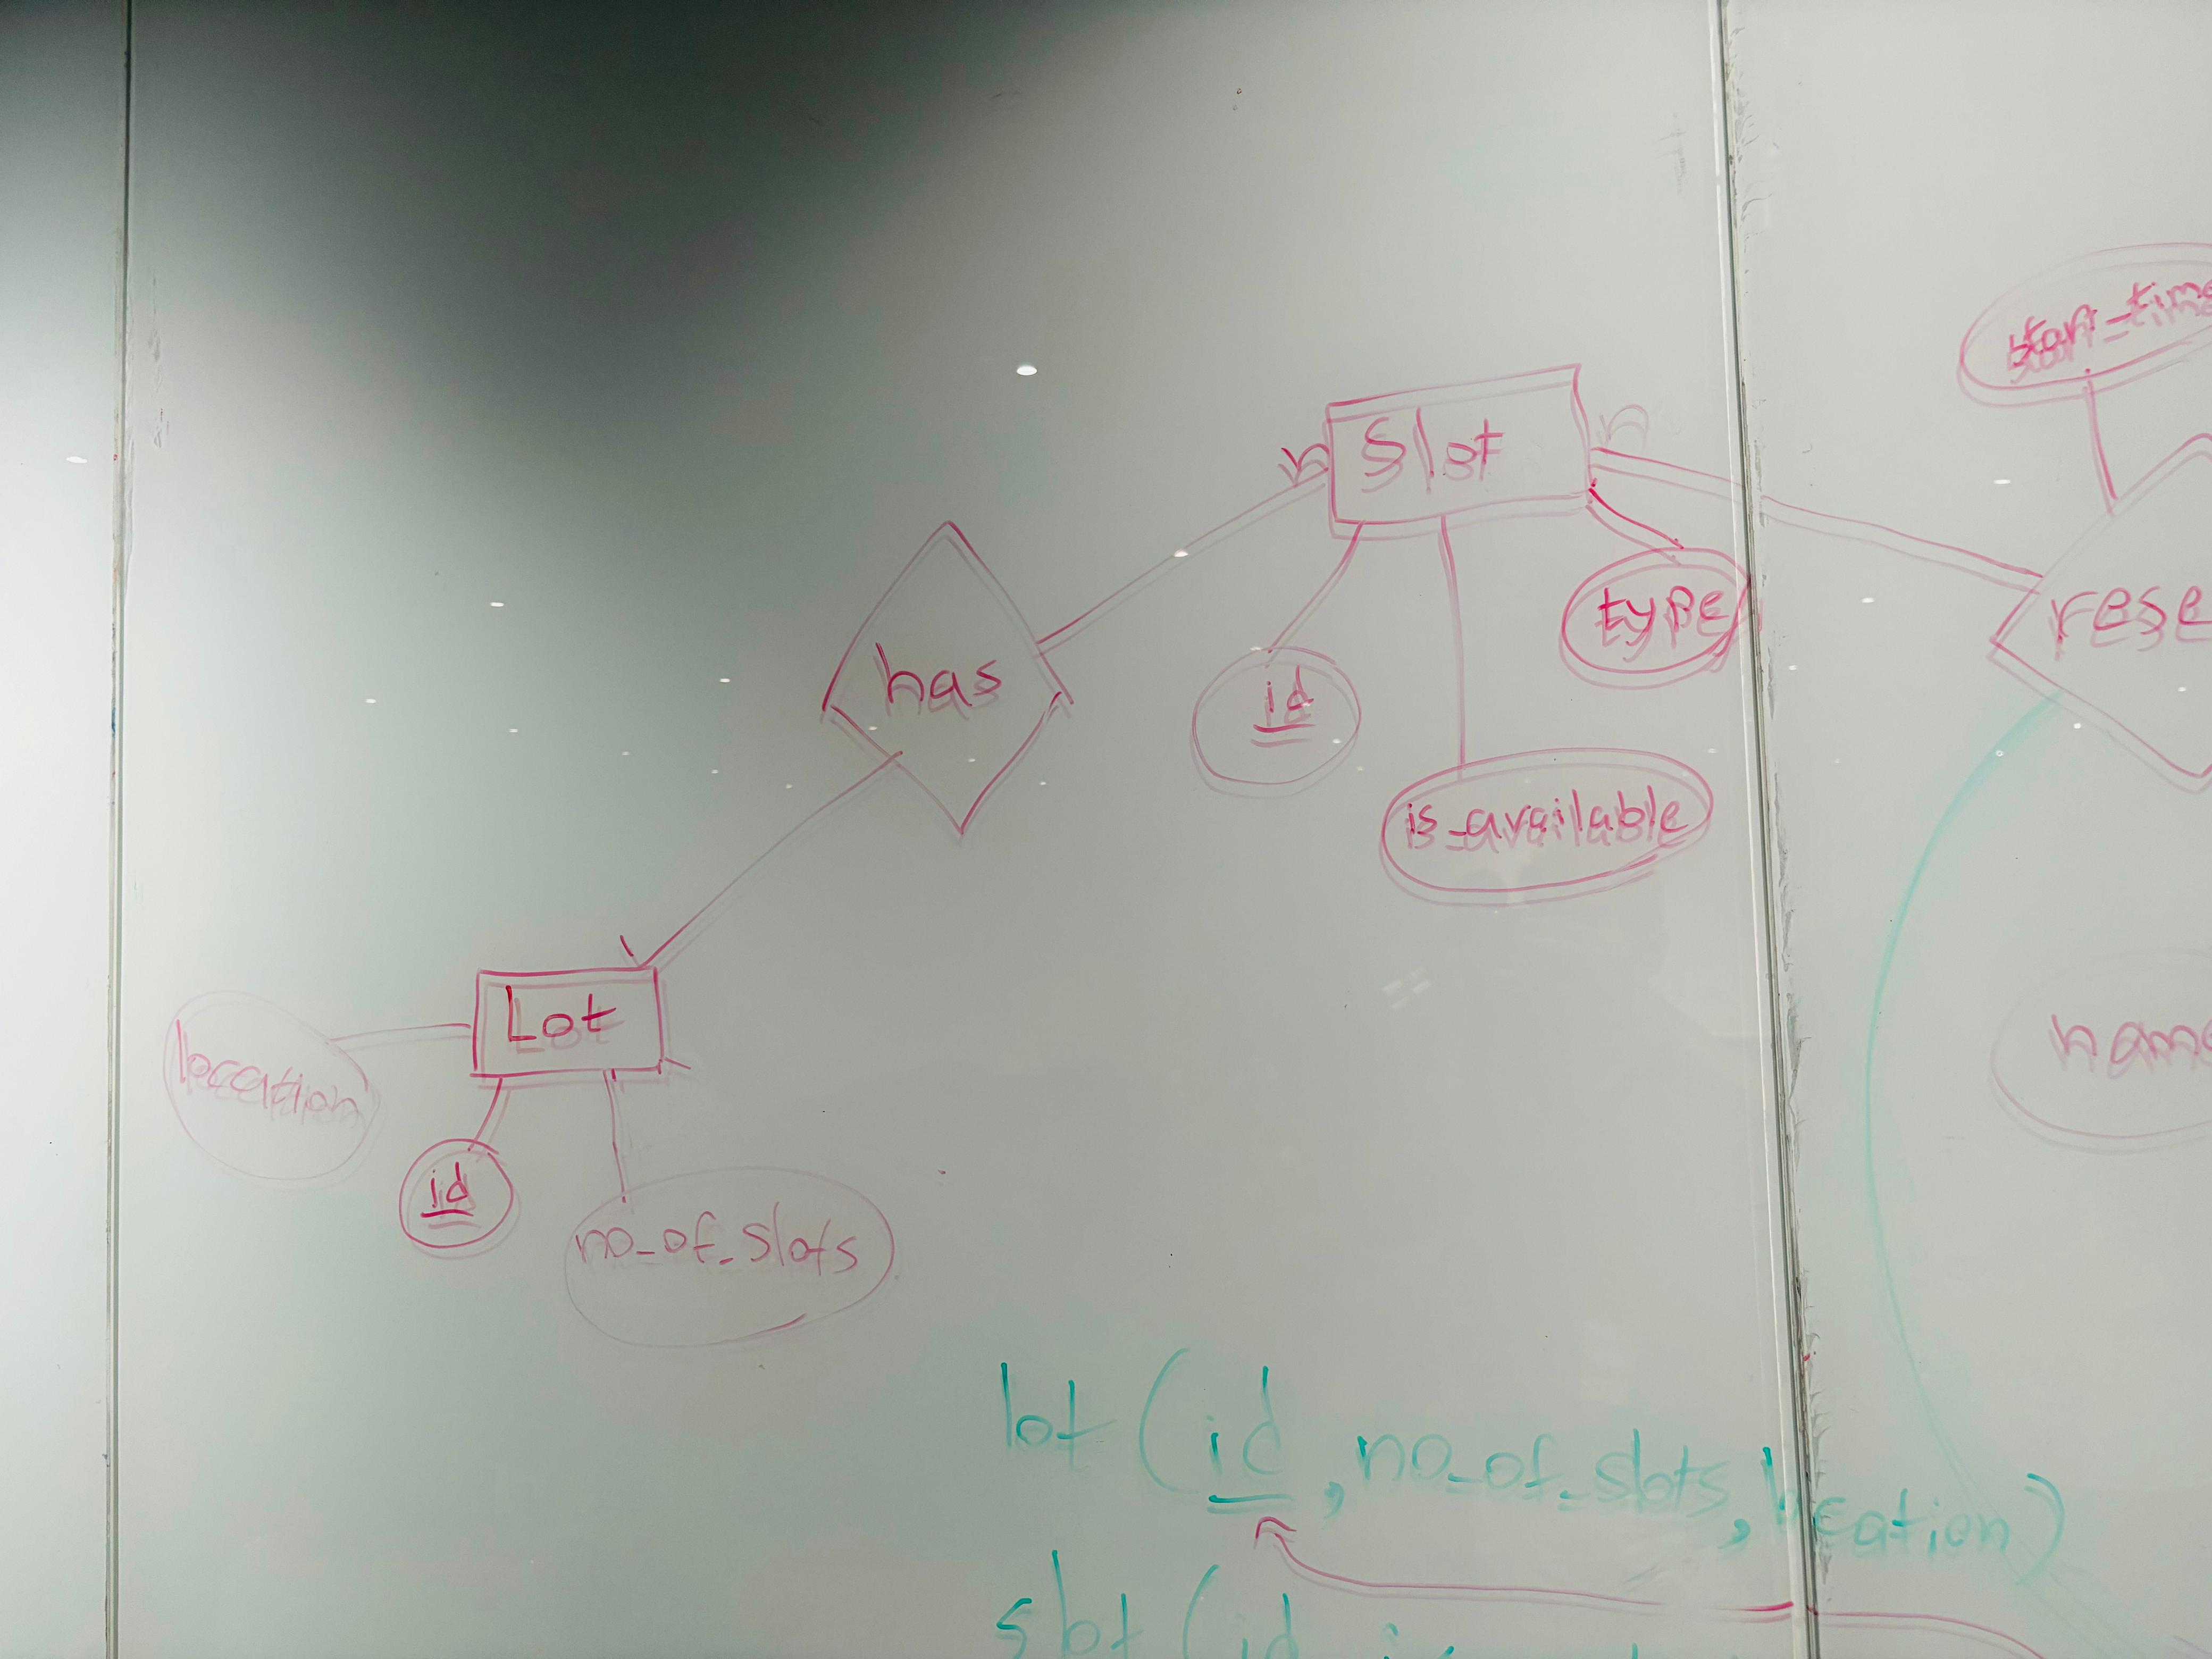 start_time
n Slot n
type
rese
has
id
is_available
1
Lot
location
name
id
no_of_slots
lot (id, no_of_slots, location)
slot (id, is